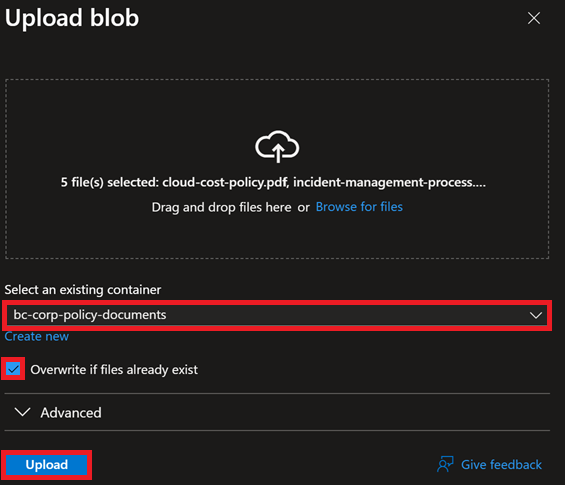 Upload blob
5 file(s) selected: cloud-cost-policy.pdf, incident-management-process....
Drag and drop files here or Browse for files
Select an existing container
bc-corp-policy-documents
Create new
Overwrite if files already exist
Advanced
Upload
Give feedback